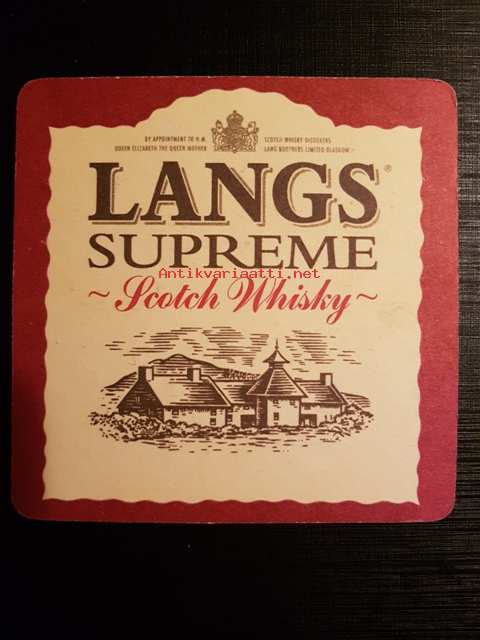 BY APPOINTMENT TO H.M.
QUEEN ELIZABETH THE QUEEN MOTHER
SCOTCH WHISKY DISTILLERS
LANG BROTHERS LIMITED GLASGOW
LANGS®
SUPREME
Antikvariaatti.net
~Scotch Whisky~